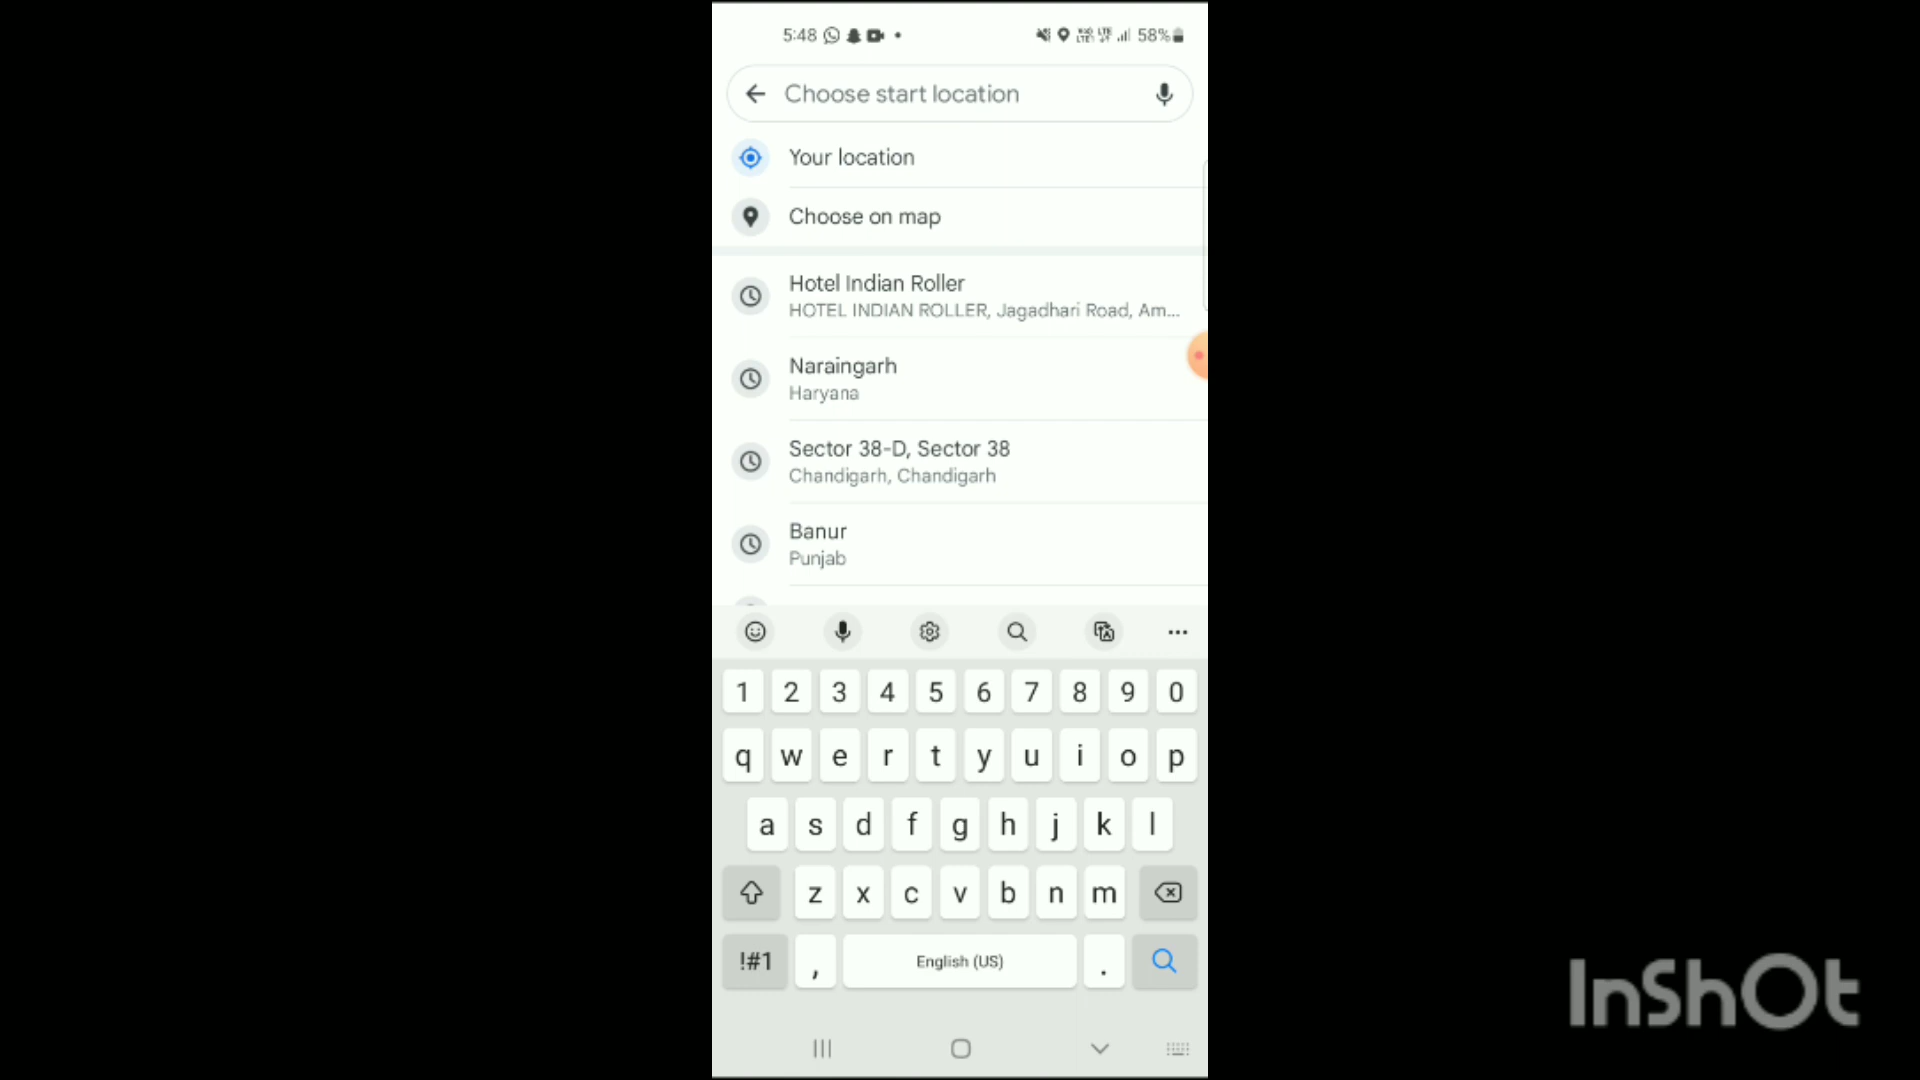 5:48 58%
Choose start location
Your location
Choose on map
Hotel Indian Roller
HOTEL INDIAN ROLLER, Jagadhari Road, Am...
Naraingarh
Haryana
Sector 38-D, Sector 38
Chandigarh, Chandigarh
Banur
Punjab
1 2 3 4 5 6 7 8 9 0
q w e r t y u i o p
a s d f g h j k l
z x c v b n m
!#1 , English (US) .
InShOt